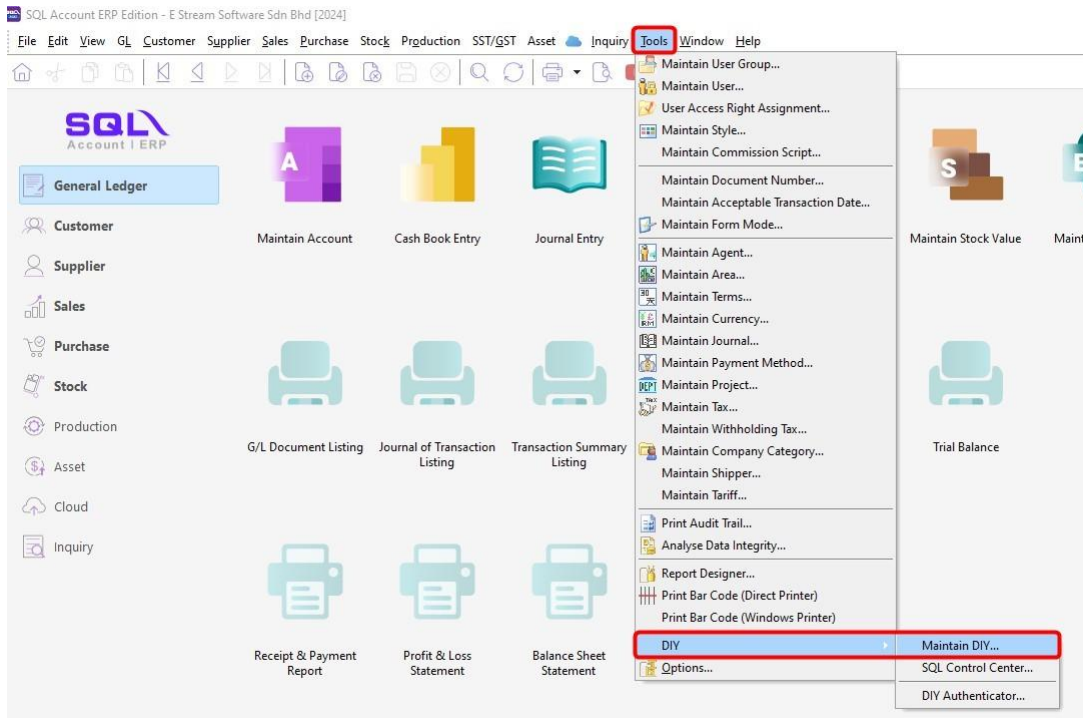 SQL Account ERP Edition - E Stream Software Sdn Bhd [2024]
File Edit View GL Customer Supplier Sales Purchase Stock Production SST/GST Asset Inquiry Tools Window Help
SQL
Account | ERP
General Ledger
Customer
Supplier
Sales
Purchase
Stock
Production
Asset
Cloud
Inquiry
A
Maintain Account
Cash Book Entry
Journal Entry
S
Maintain Stock Value
E
Maint
G/L Document Listing
Journal of Transaction
Listing
Transaction Summary
Listing
Trial Balance
Receipt & Payment
Report
Profit & Loss
Statement
Balance Sheet
Statement
Maintain User Group...
Maintain User...
User Access Right Assignment...
Maintain Style...
Maintain Commission Script...
Maintain Document Number...
Maintain Acceptable Transaction Date...
Maintain Form Mode...
Maintain Agent...
Maintain Area...
Maintain Terms...
Maintain Currency...
Maintain Journal...
Maintain Payment Method...
Maintain Project...
Maintain Tax...
Maintain Withholding Tax...
Maintain Company Category...
Maintain Shipper...
Maintain Tariff...
Print Audit Trail...
Analyse Data Integrity...
Report Designer...
Print Bar Code (Direct Printer)
Print Bar Code (Windows Printer)
DIY
Options...
Maintain DIY...
SQL Control Center...
DIY Authenticator...